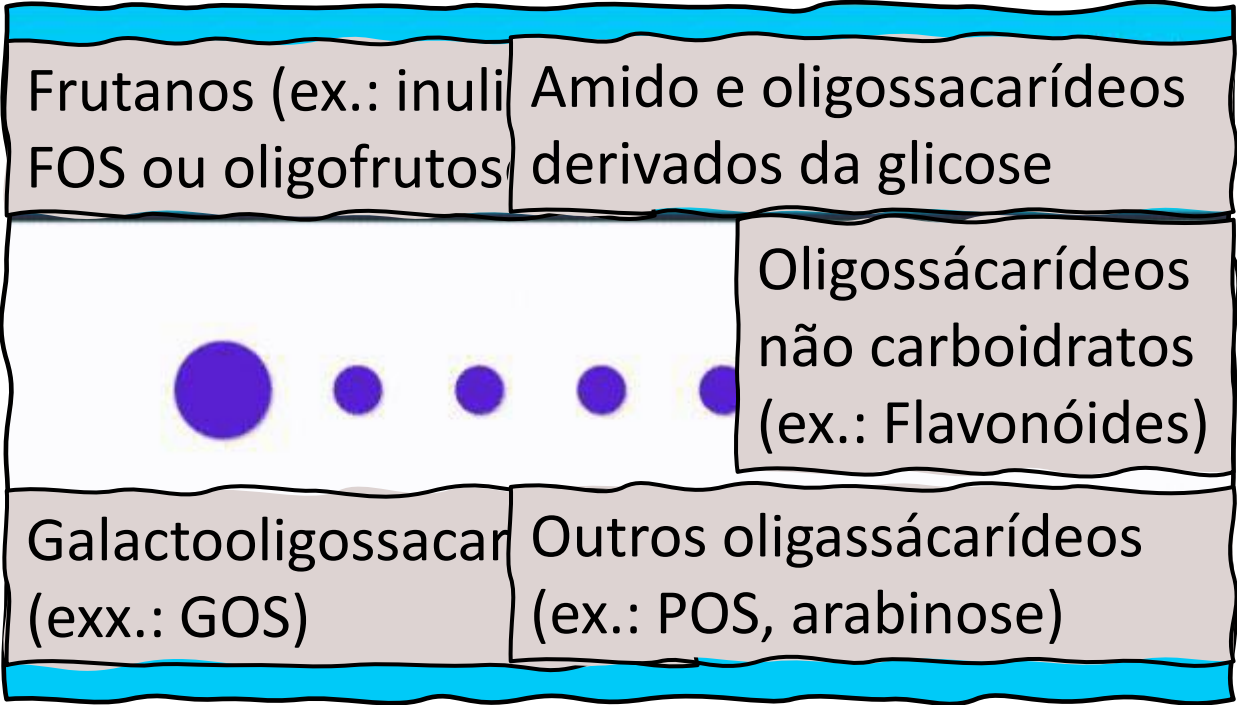 Frutanos (ex.: inuli
FOS ou oligofrutos
Amido e oligossacarídeos
derivados da glicose
Oligossácarídeos
não carboidratos
(ex.: Flavonóides)
Galactooligossacar
(exx.: GOS)
Outros oligassácarídeos
(ex.: POS, arabinose)